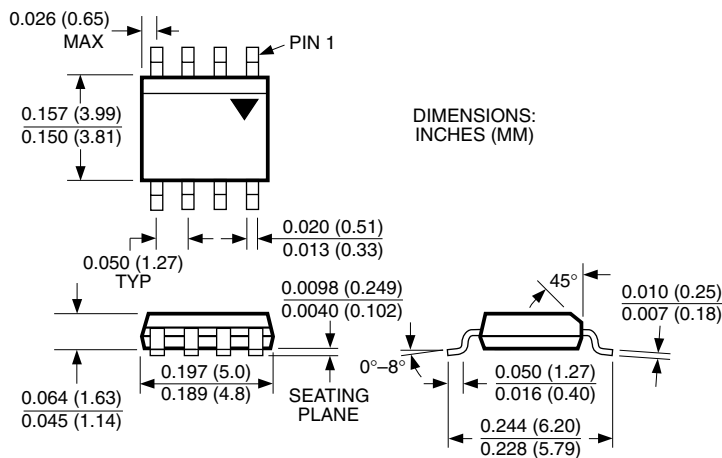 0.026 (0.65)
MAX
PIN 1
0.157 (3.99)
0.150 (3.81)
DIMENSIONS:
INCHES (MM)
0.020 (0.51)
0.013 (0.33)
0.050 (1.27)
TYP
0.0098 (0.249)
0.0040 (0.102)
45°
0.010 (0.25)
0.007 (0.18)
0°–8°
0.197 (5.0)
0.189 (4.8)
SEATING
PLANE
0.050 (1.27)
0.016 (0.40)
0.064 (1.63)
0.045 (1.14)
0.244 (6.20)
0.228 (5.79)